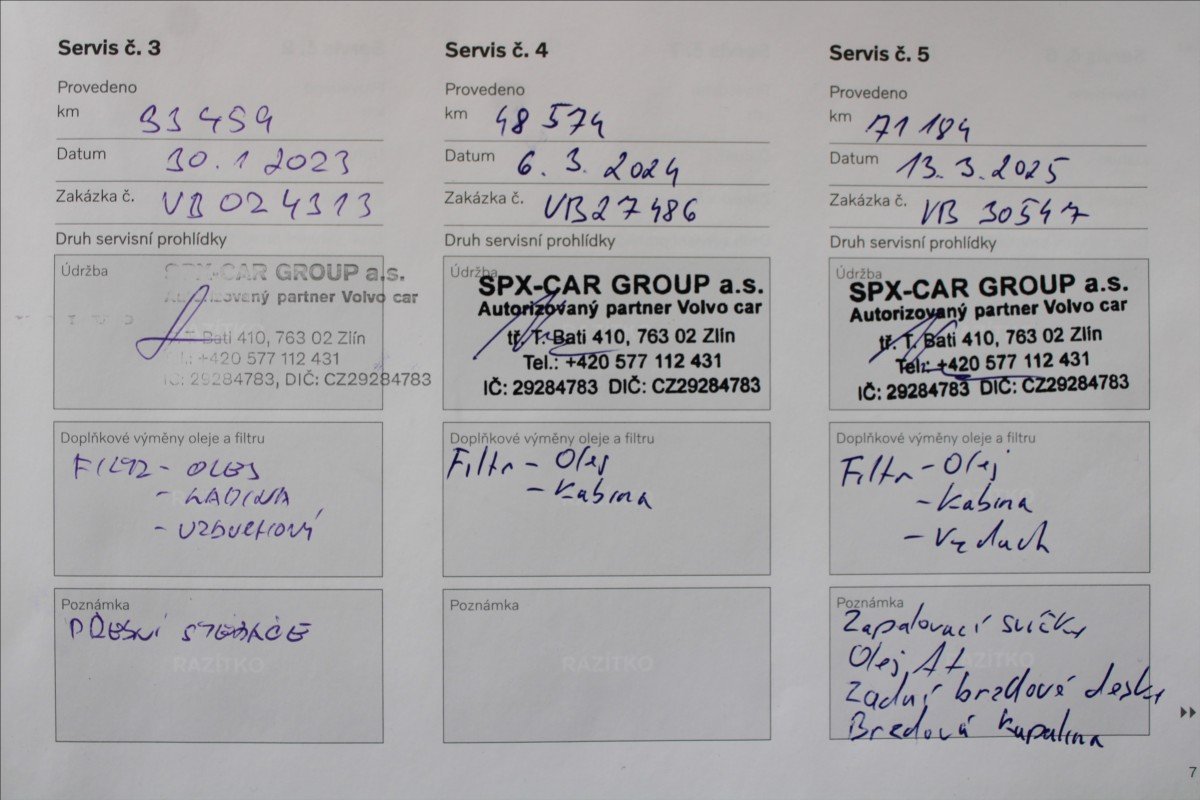 Servis č. 3
Provedeno
km 33 459
Datum 30. 1 2023
Zakázka č. VB 024313
Druh servisní prohlídky
Údržba
SPX-CAR GROUP a.s.
Autorizovaný partner Volvo car
tř. T. Bati 410, 763 02 Zlín
Tel.: +420 577 112 431
IČ: 29284783, DIČ: CZ29284783
Doplňkové výměny oleje a filtru
FILTR - OLEJ
- KABINA
- VZDUCHOVÝ
Poznámka
PŘEDNÍ STĚRAČE
RAZÍTKO
Servis č. 4
Provedeno
km 48 574
Datum 6. 3. 2024
Zakázka č. VB27486
Druh servisní prohlídky
Údržba
SPX-CAR GROUP a.s.
Autorizovaný partner Volvo car
tř. T. Bati 410, 763 02 Zlín
Tel.: +420 577 112 431
IČ: 29284783 DIČ: CZ29284783
Doplňkové výměny oleje a filtru
Filtr - Olej
- Kabina
Poznámka
RAZÍTKO
Servis č. 5
Provedeno
km 71 184
Datum 13. 3. 2025
Zakázka č. VB 30547
Druh servisní prohlídky
Údržba
SPX-CAR GROUP a.s.
Autorizovaný partner Volvo car
tř. T. Bati 410, 763 02 Zlín
Tel.: +420 577 112 431
IČ: 29284783 DIČ: CZ29284783
Doplňkové výměny oleje a filtru
Filtr - Olej
- Kabina
- Vzduch
Poznámka
Zapalovací svíčky
Olej
RAZÍTKO
Zadní brzdové desky
Brzdová kapalina
7